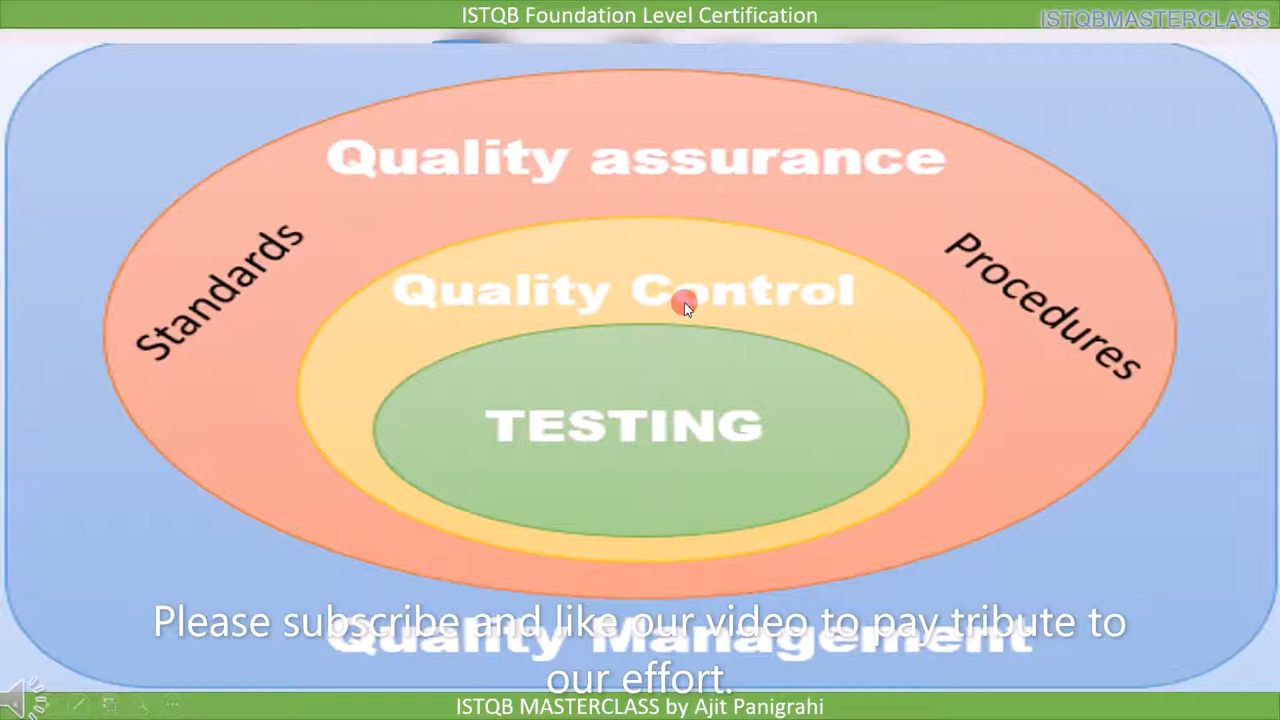 ISTQB Foundation Level Certification
ISTQBMASTERCLASS
Quality assurance
Standards
Procedures
Quality Control
TESTING
Quality Management
Please subscribe and like our video to pay tribute to
our effort.
ISTQB MASTERCLASS by Ajit Panigrahi